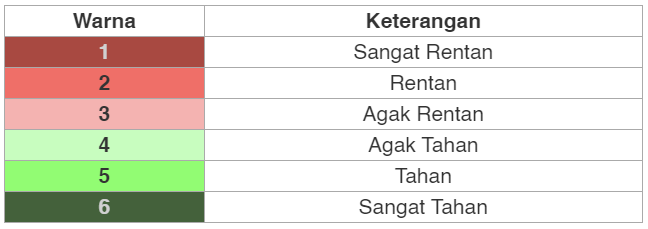 Warna Keterangan
1 Sangat Rentan
2 Rentan
3 Agak Rentan
4 Agak Tahan
5 Tahan
6 Sangat Tahan